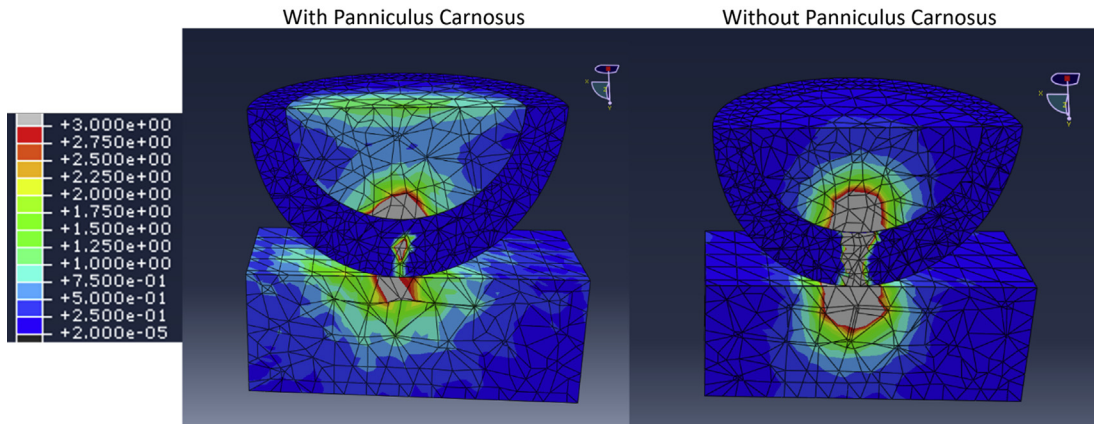 With Panniculus Carnosus
Without Panniculus Carnosus
+3.000e+00
+2.750e+00
+2.500e+00
+2.250e+00
+2.000e+00
+1.750e+00
+1.500e+00
+1.250e+00
+1.000e+00
+7.500e-01
+5.000e-01
+2.500e-01
+2.000e-05
X
Z
Y
X
Z
Y